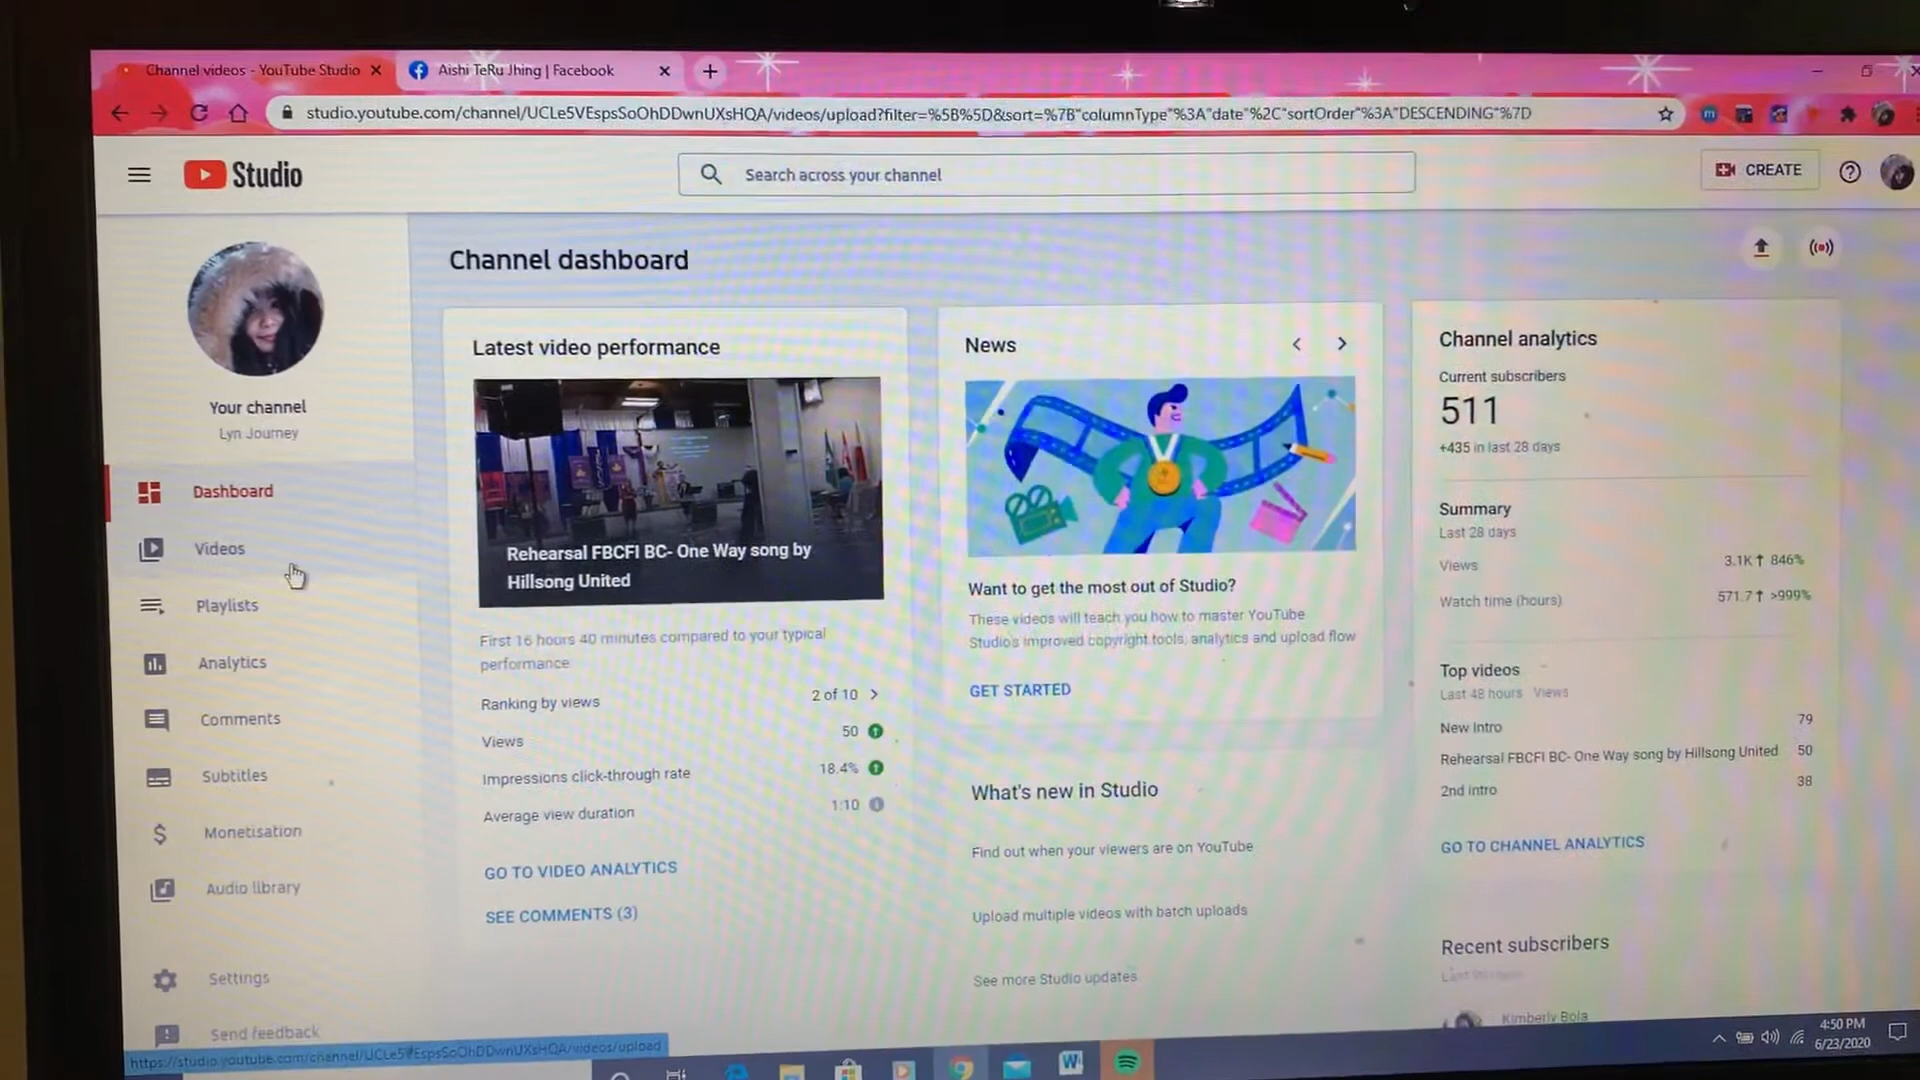 Channel videos - YouTube Studio
Aishi TeRu Jhing | Facebook
studio.youtube.com/channel/UCLe5VEspsSoOhDDwnUXsHQA/videos/upload?filter=%5B%5D&sort=%7B"columnType"%3A"date"%2C"sortOrder"%3A"DESCENDING"%7D
Studio
Search across your channel
CREATE
Channel dashboard
Your channel
Lyn Journey
Dashboard
Videos
Playlists
Analytics
Comments
Subtitles
Monetisation
Audio library
Settings
Send feedback
Latest video performance
Rehearsal FBCFI BC- One Way song by
Hillsong United
First 16 hours 40 minutes compared to your typical
performance
Ranking by views 2 of 10
Views 50
Impressions click-through rate 18.4%
Average view duration 1:10
GO TO VIDEO ANALYTICS
SEE COMMENTS (3)
News
Want to get the most out of Studio?
These videos will teach you how to master YouTube
Studio's improved copyright tools, analytics and upload flow
GET STARTED
What's new in Studio
Find out when your viewers are on YouTube
Upload multiple videos with batch uploads
See more Studio updates
Channel analytics
Current subscribers
511
+435 in last 28 days
Summary
Last 28 days
Views 3.1K 846%
Watch time (hours) 571.7 >999%
Top videos
Last 48 hours Views
New Intro 79
Rehearsal FBCFI BC- One Way song by Hillsong United 50
2nd intro 38
GO TO CHANNEL ANALYTICS
Recent subscribers
Kimberly Bola
https://studio.youtube.com/channel/UCLe5VEspsSoOhDDwnUXsHQA/videos/upload
4:50 PM
6/23/2020